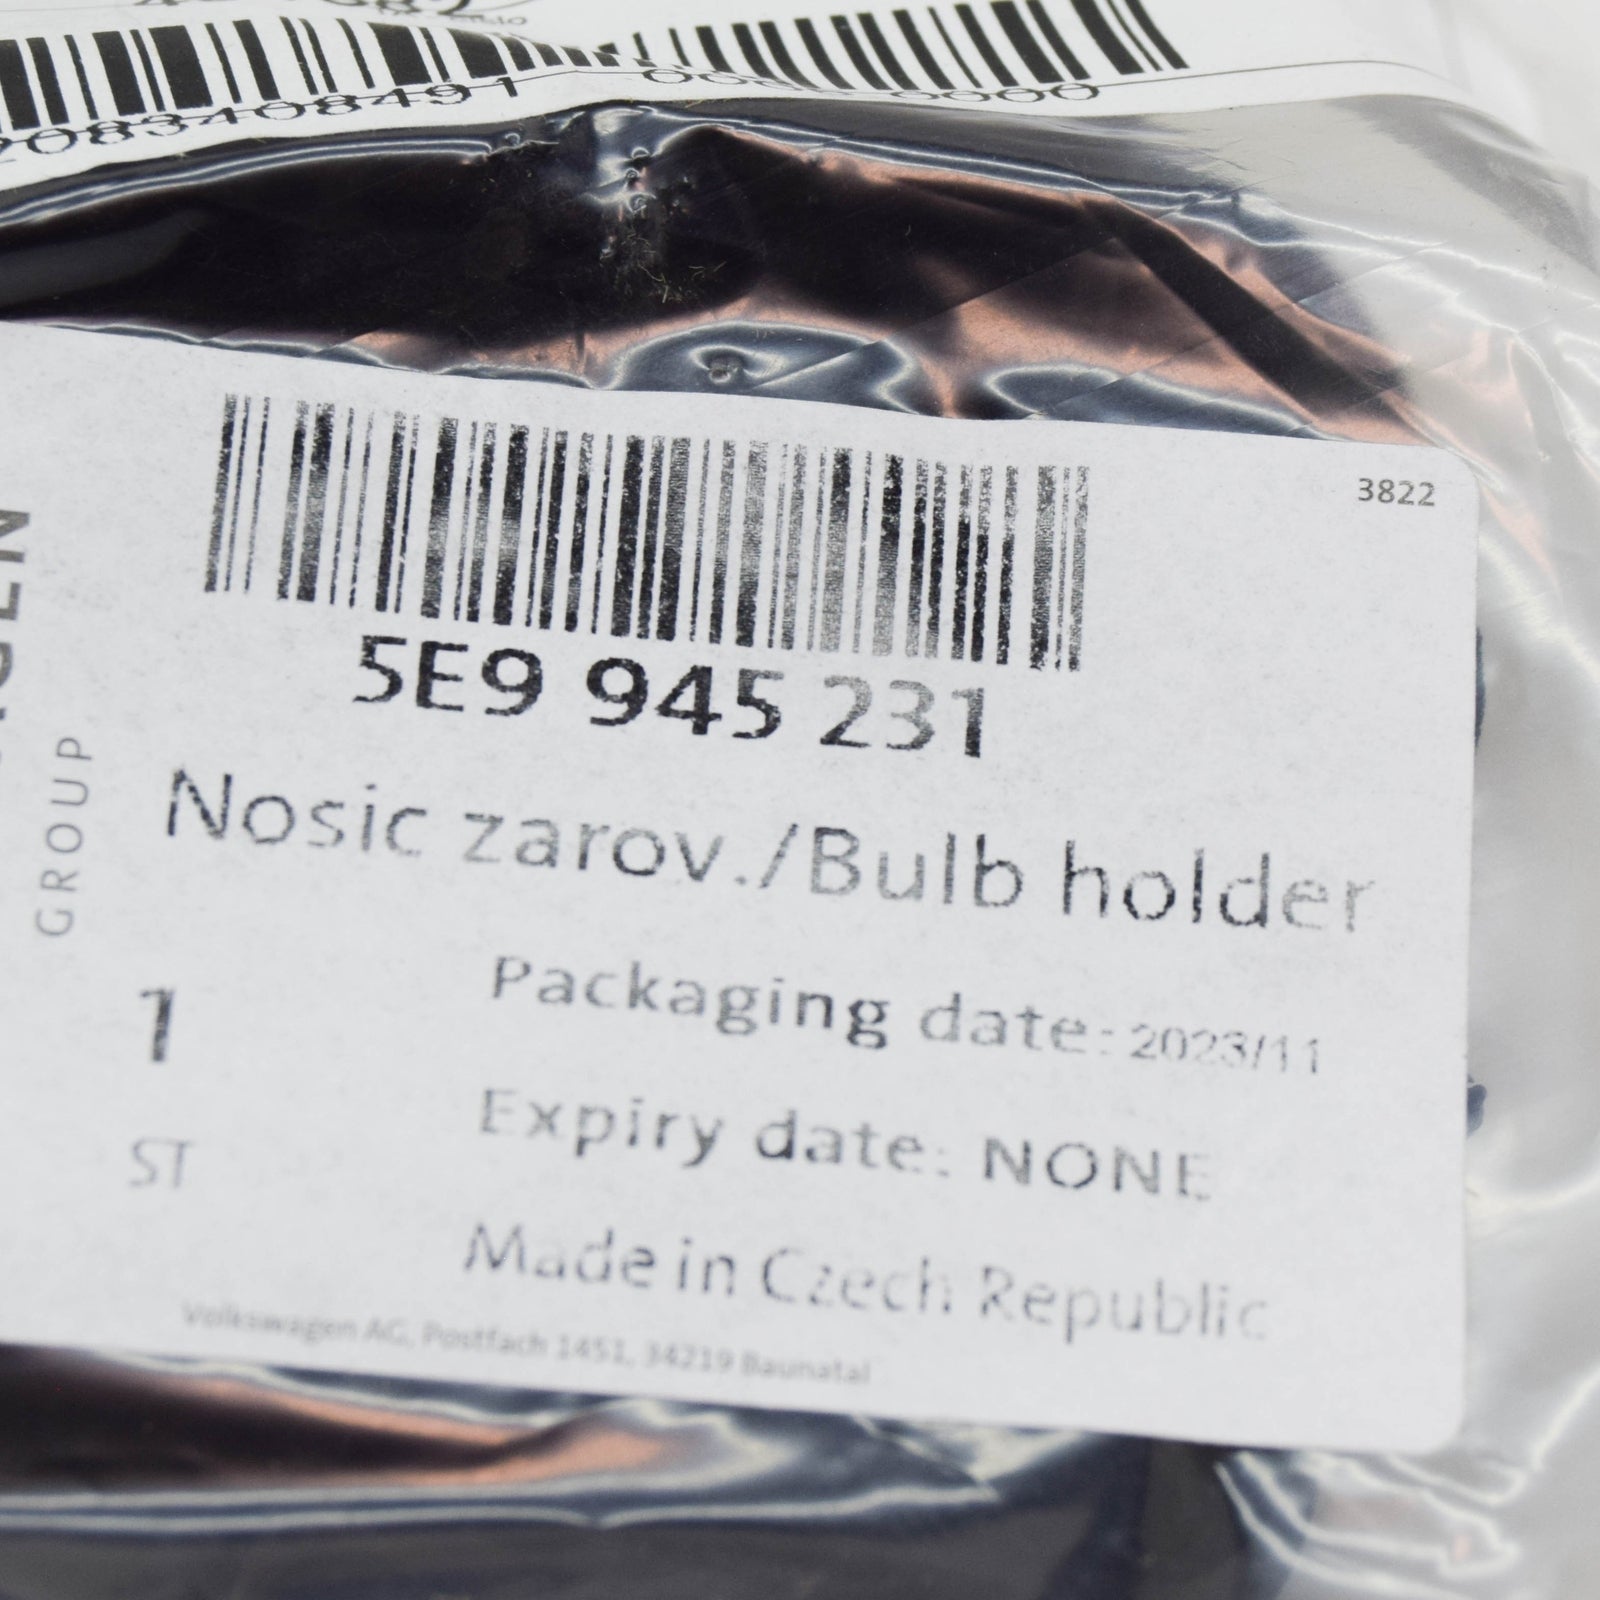 3822
5E9 945 231
Nosic zarov./Bulb holder
GROUP
1
ST
Packaging date: 2023/11
Expiry date: NONE
Made in Czech Republic
Volkswagen AG, Postfach 1451, 34219 Baunatal